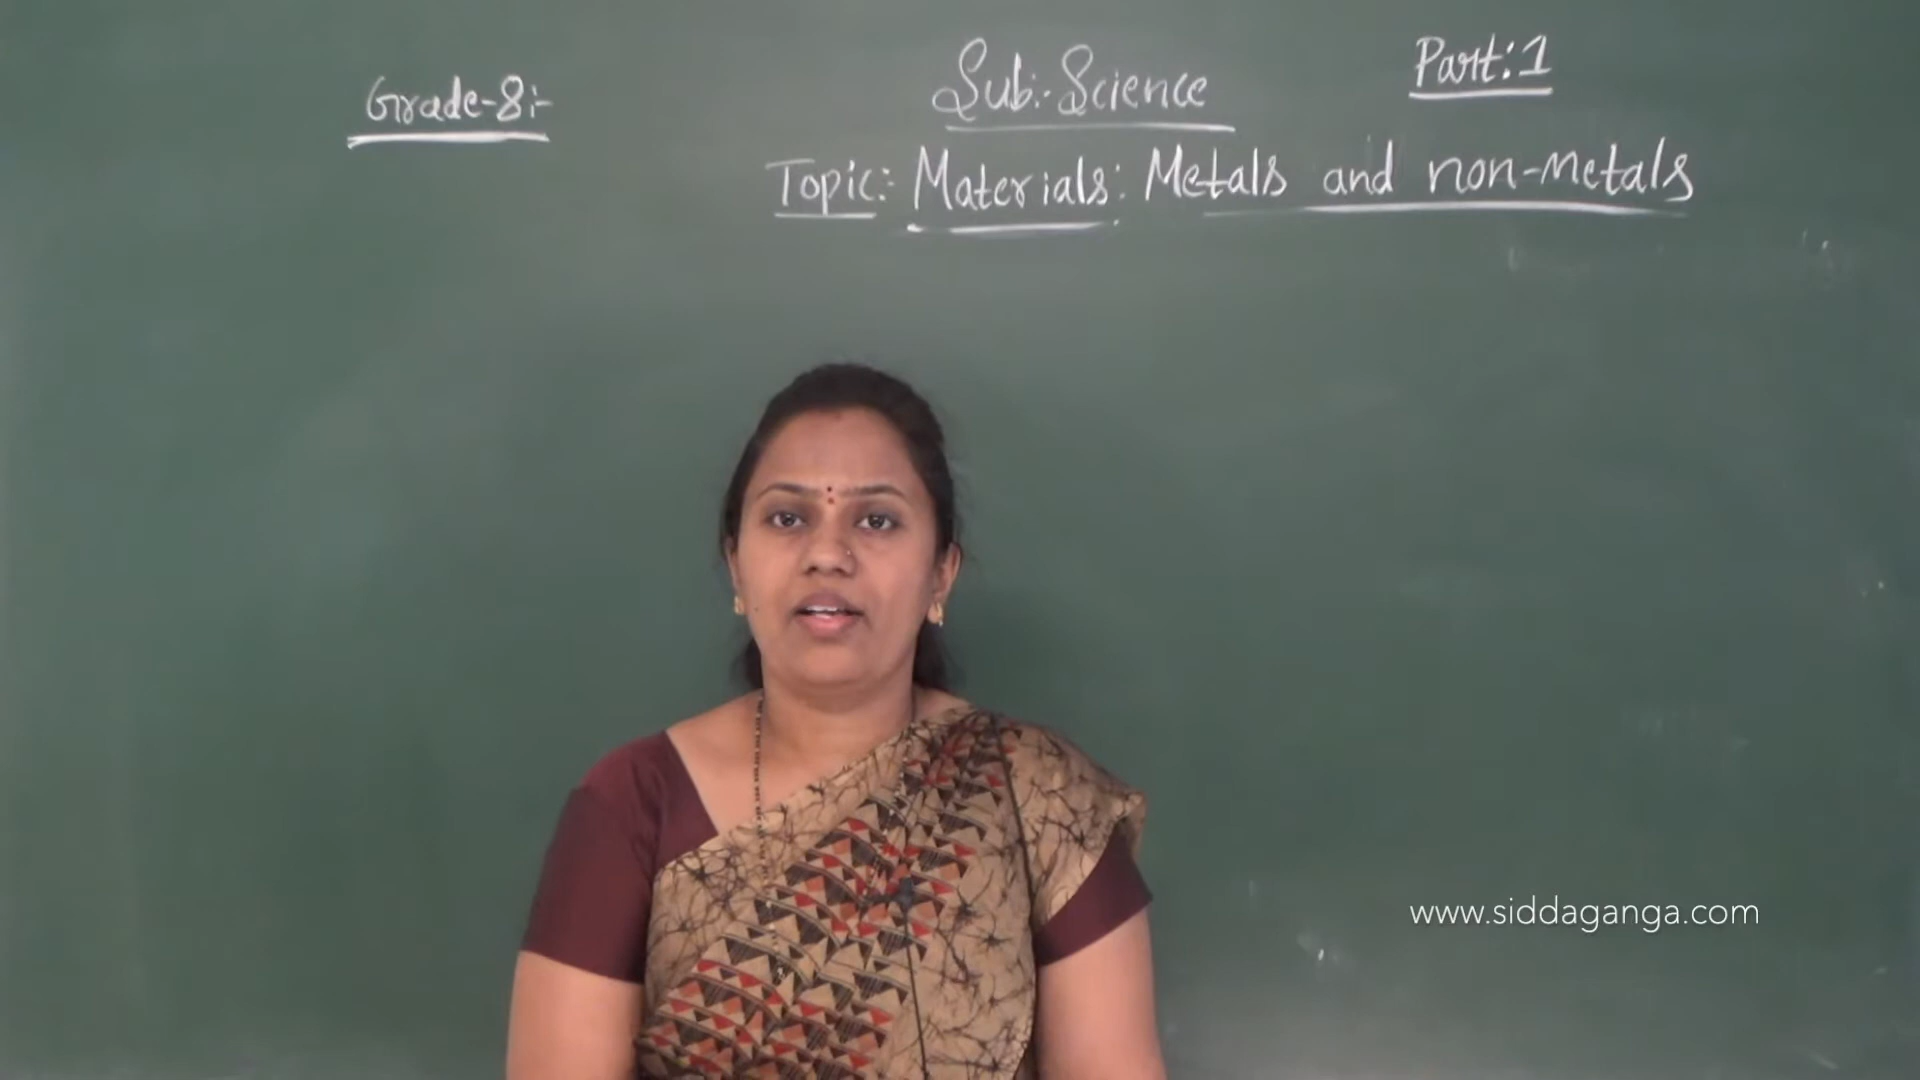 Grade-8:-
Sub:-Science
Part:1
Topic: Materials: Metals and non-metals
www.siddaganga.com